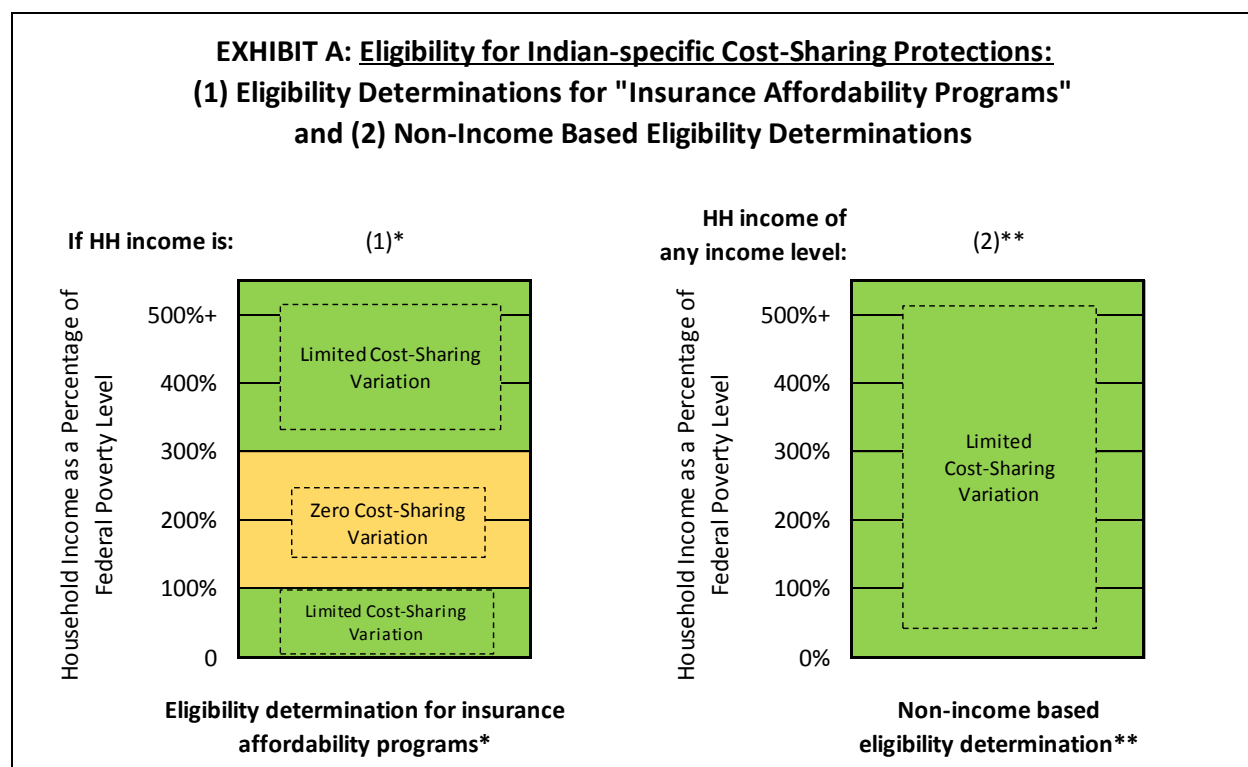 EXHIBIT A: Eligibility for Indian-specific Cost-Sharing Protections:
(1) Eligibility Determinations for "Insurance Affordability Programs"
and (2) Non-Income Based Eligibility Determinations
If HH income is:
(1)*
Household Income as a Percentage of
Federal Poverty Level
500%+
400%
300%
200%
100%
0
Limited Cost-Sharing
Variation
Zero Cost-Sharing
Variation
Limited Cost-Sharing
Variation
Eligibility determination for insurance
affordability programs*
HH income of
any income level:
(2)**
Household Income as a Percentage of
Federal Poverty Level
500%+
400%
300%
200%
100%
0%
Limited
Cost-Sharing
Variation
Non-income based
eligibility determination**